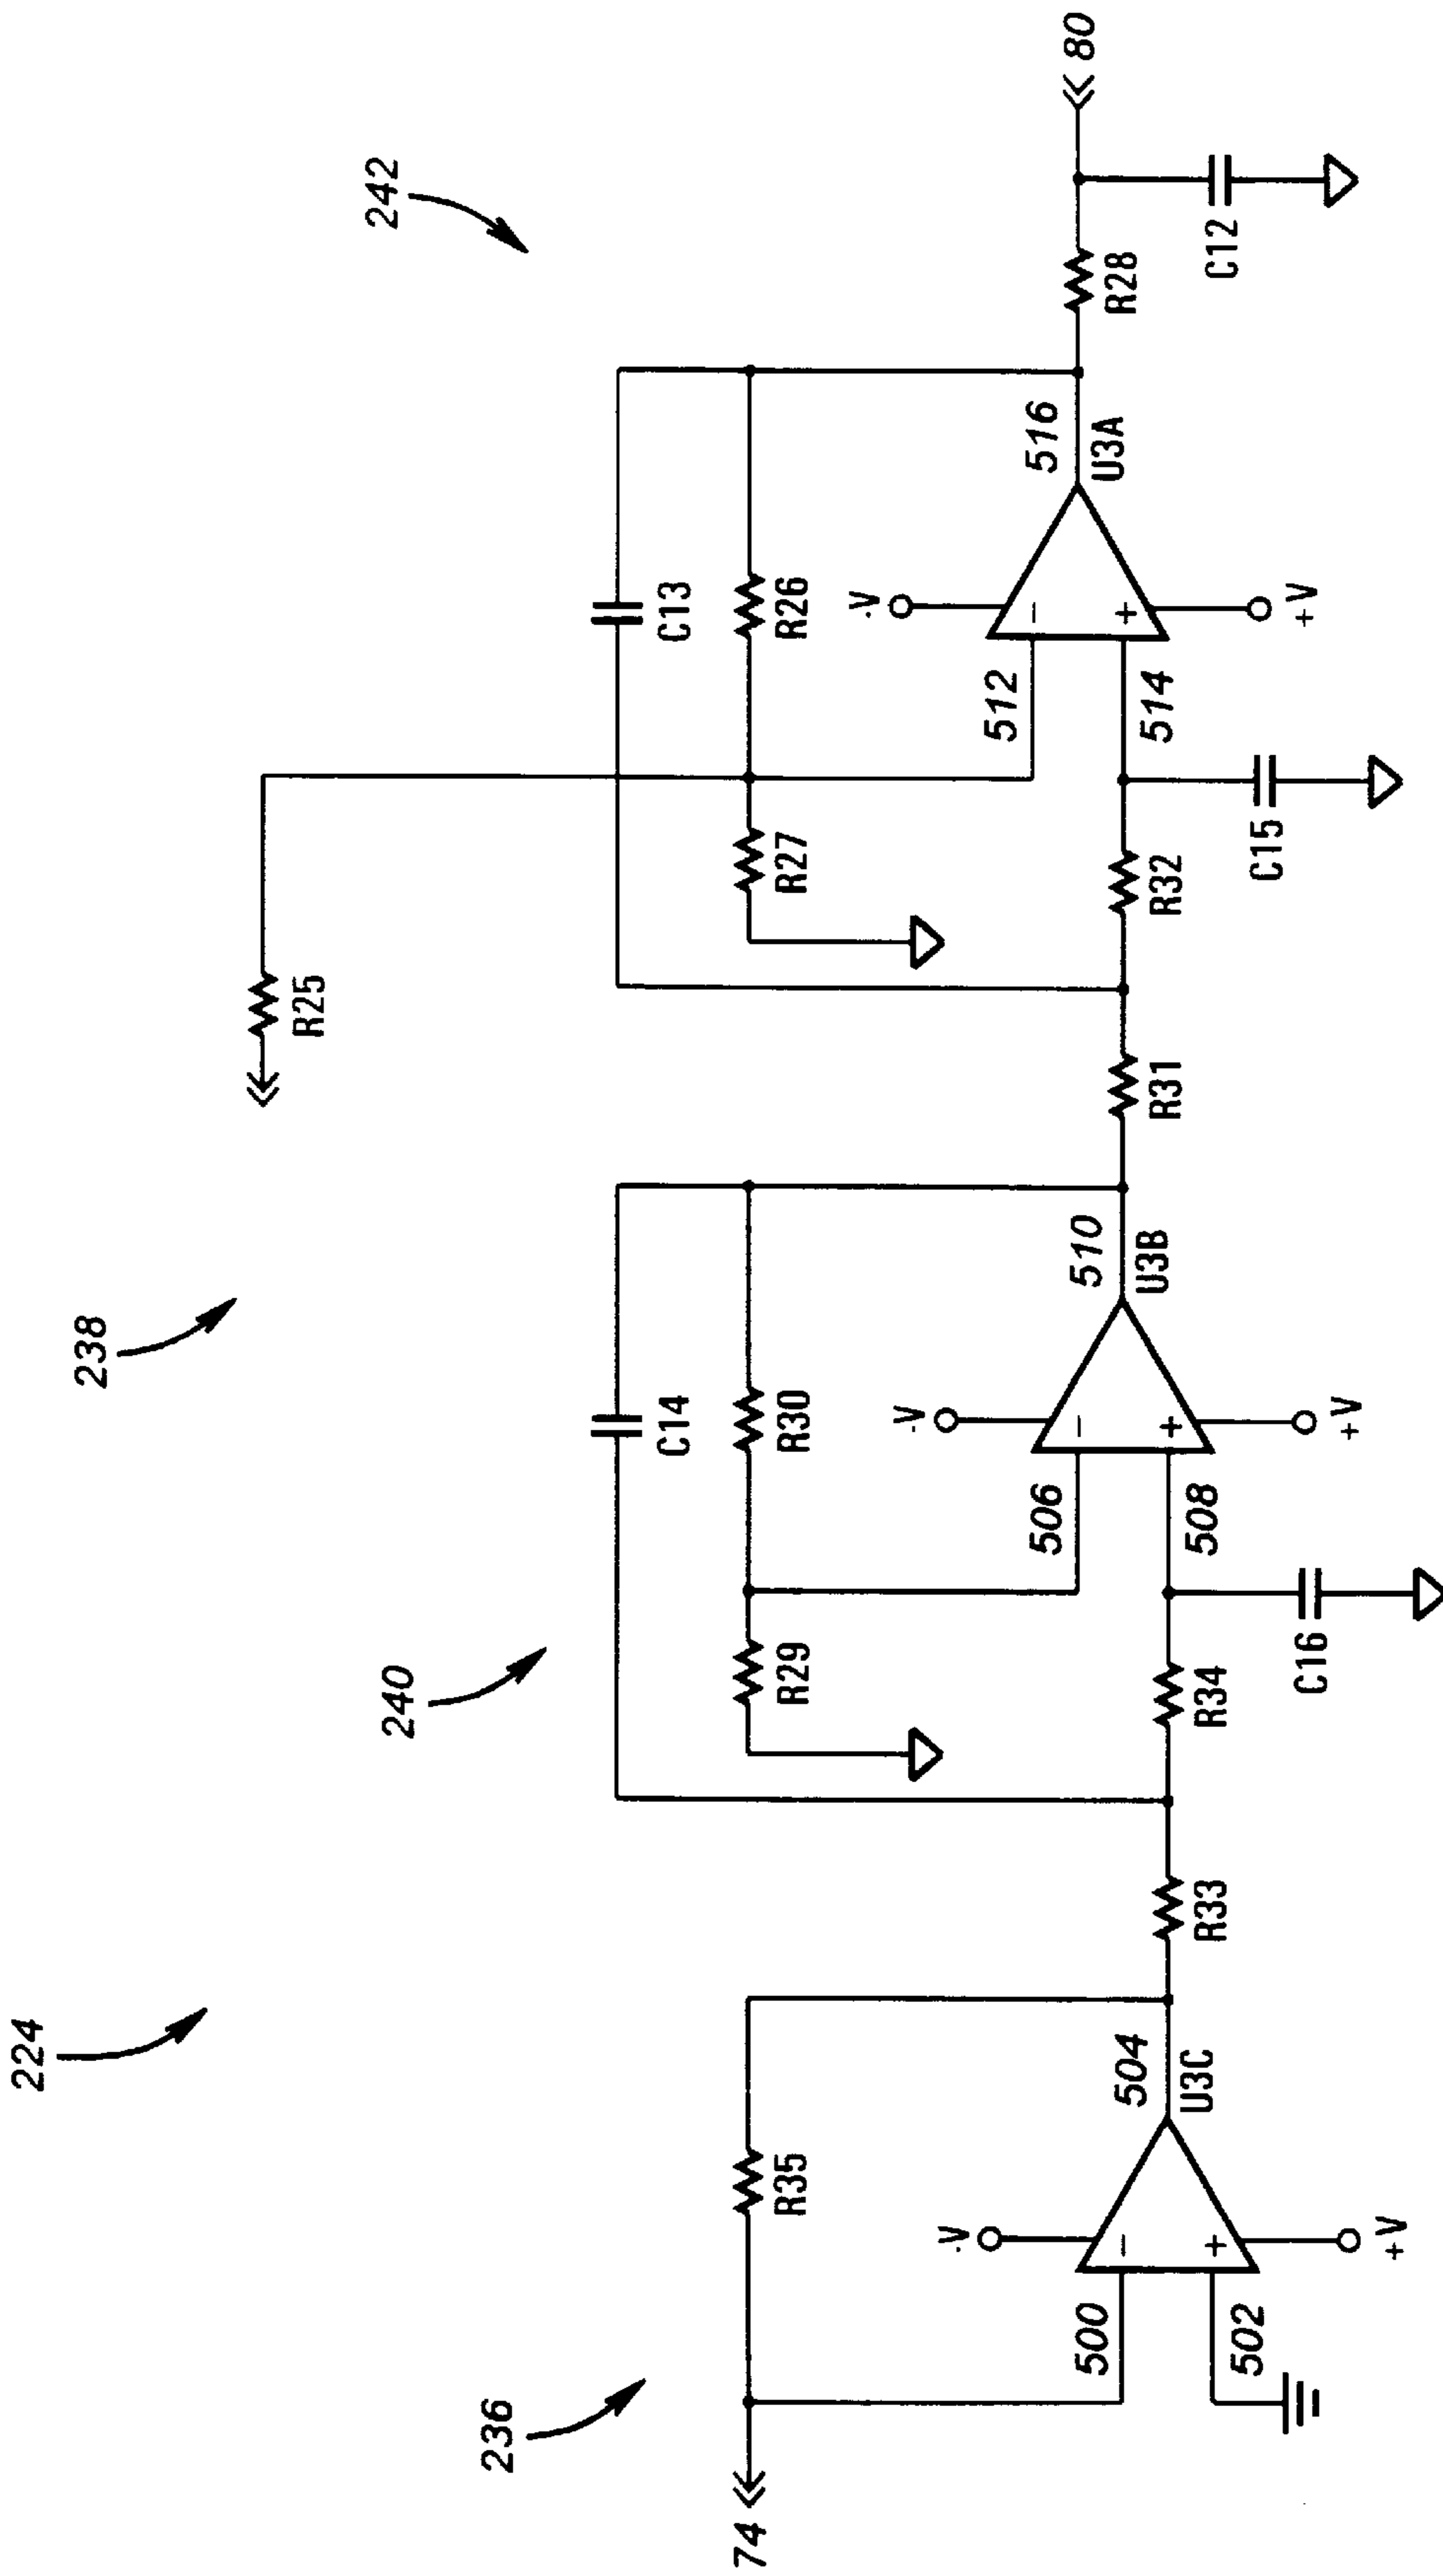 224
238
242
236
240
R25
C14
C13
R35
R29
R30
R27
R26
-V
-V
-V
74
500
502
−
+
504
U3C
+V
R33
R34
C16
506
508
−
+
510
U3B
+V
R31
R32
C15
512
514
−
+
516
U3A
+V
R28
C12
80